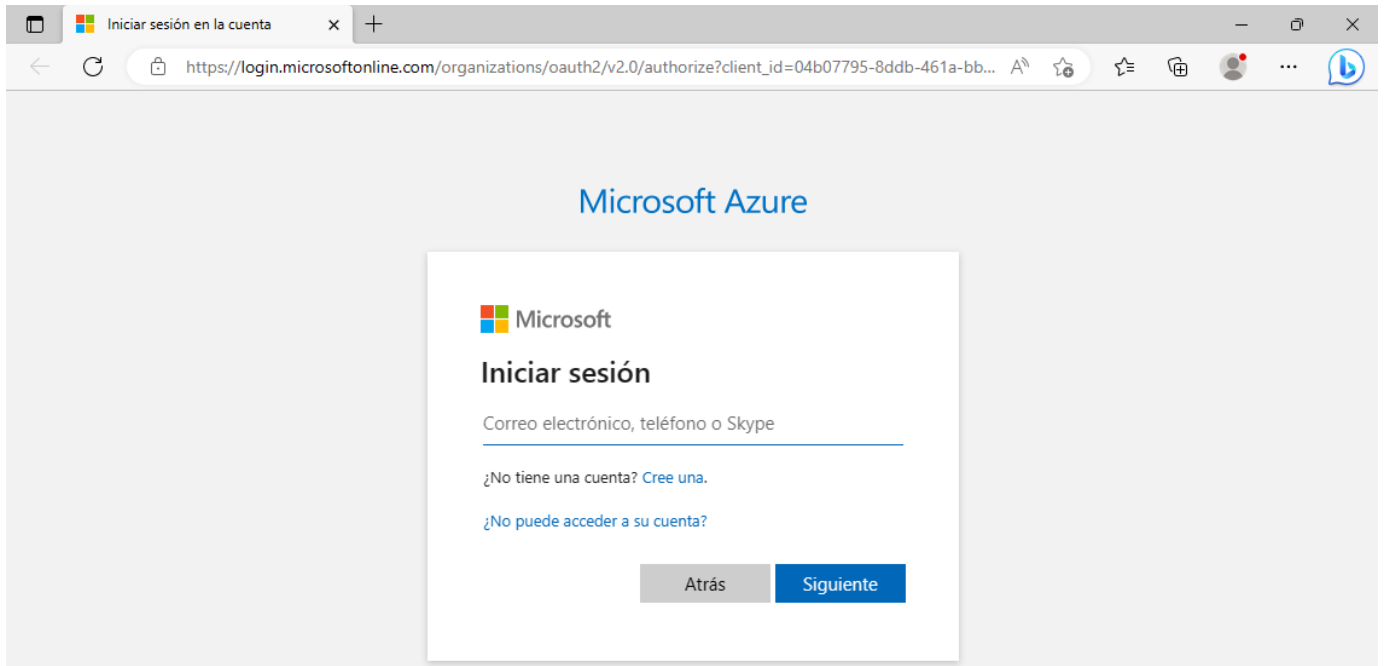 Iniciar sesión en la cuenta
https://login.microsoftonline.com/organizations/oauth2/v2.0/authorize?client_id=04b07795-8ddb-461a-bb...
Microsoft Azure
Microsoft
Iniciar sesión
Correo electrónico, teléfono o Skype
¿No tiene una cuenta? Cree una.
¿No puede acceder a su cuenta?
Atrás Siguiente